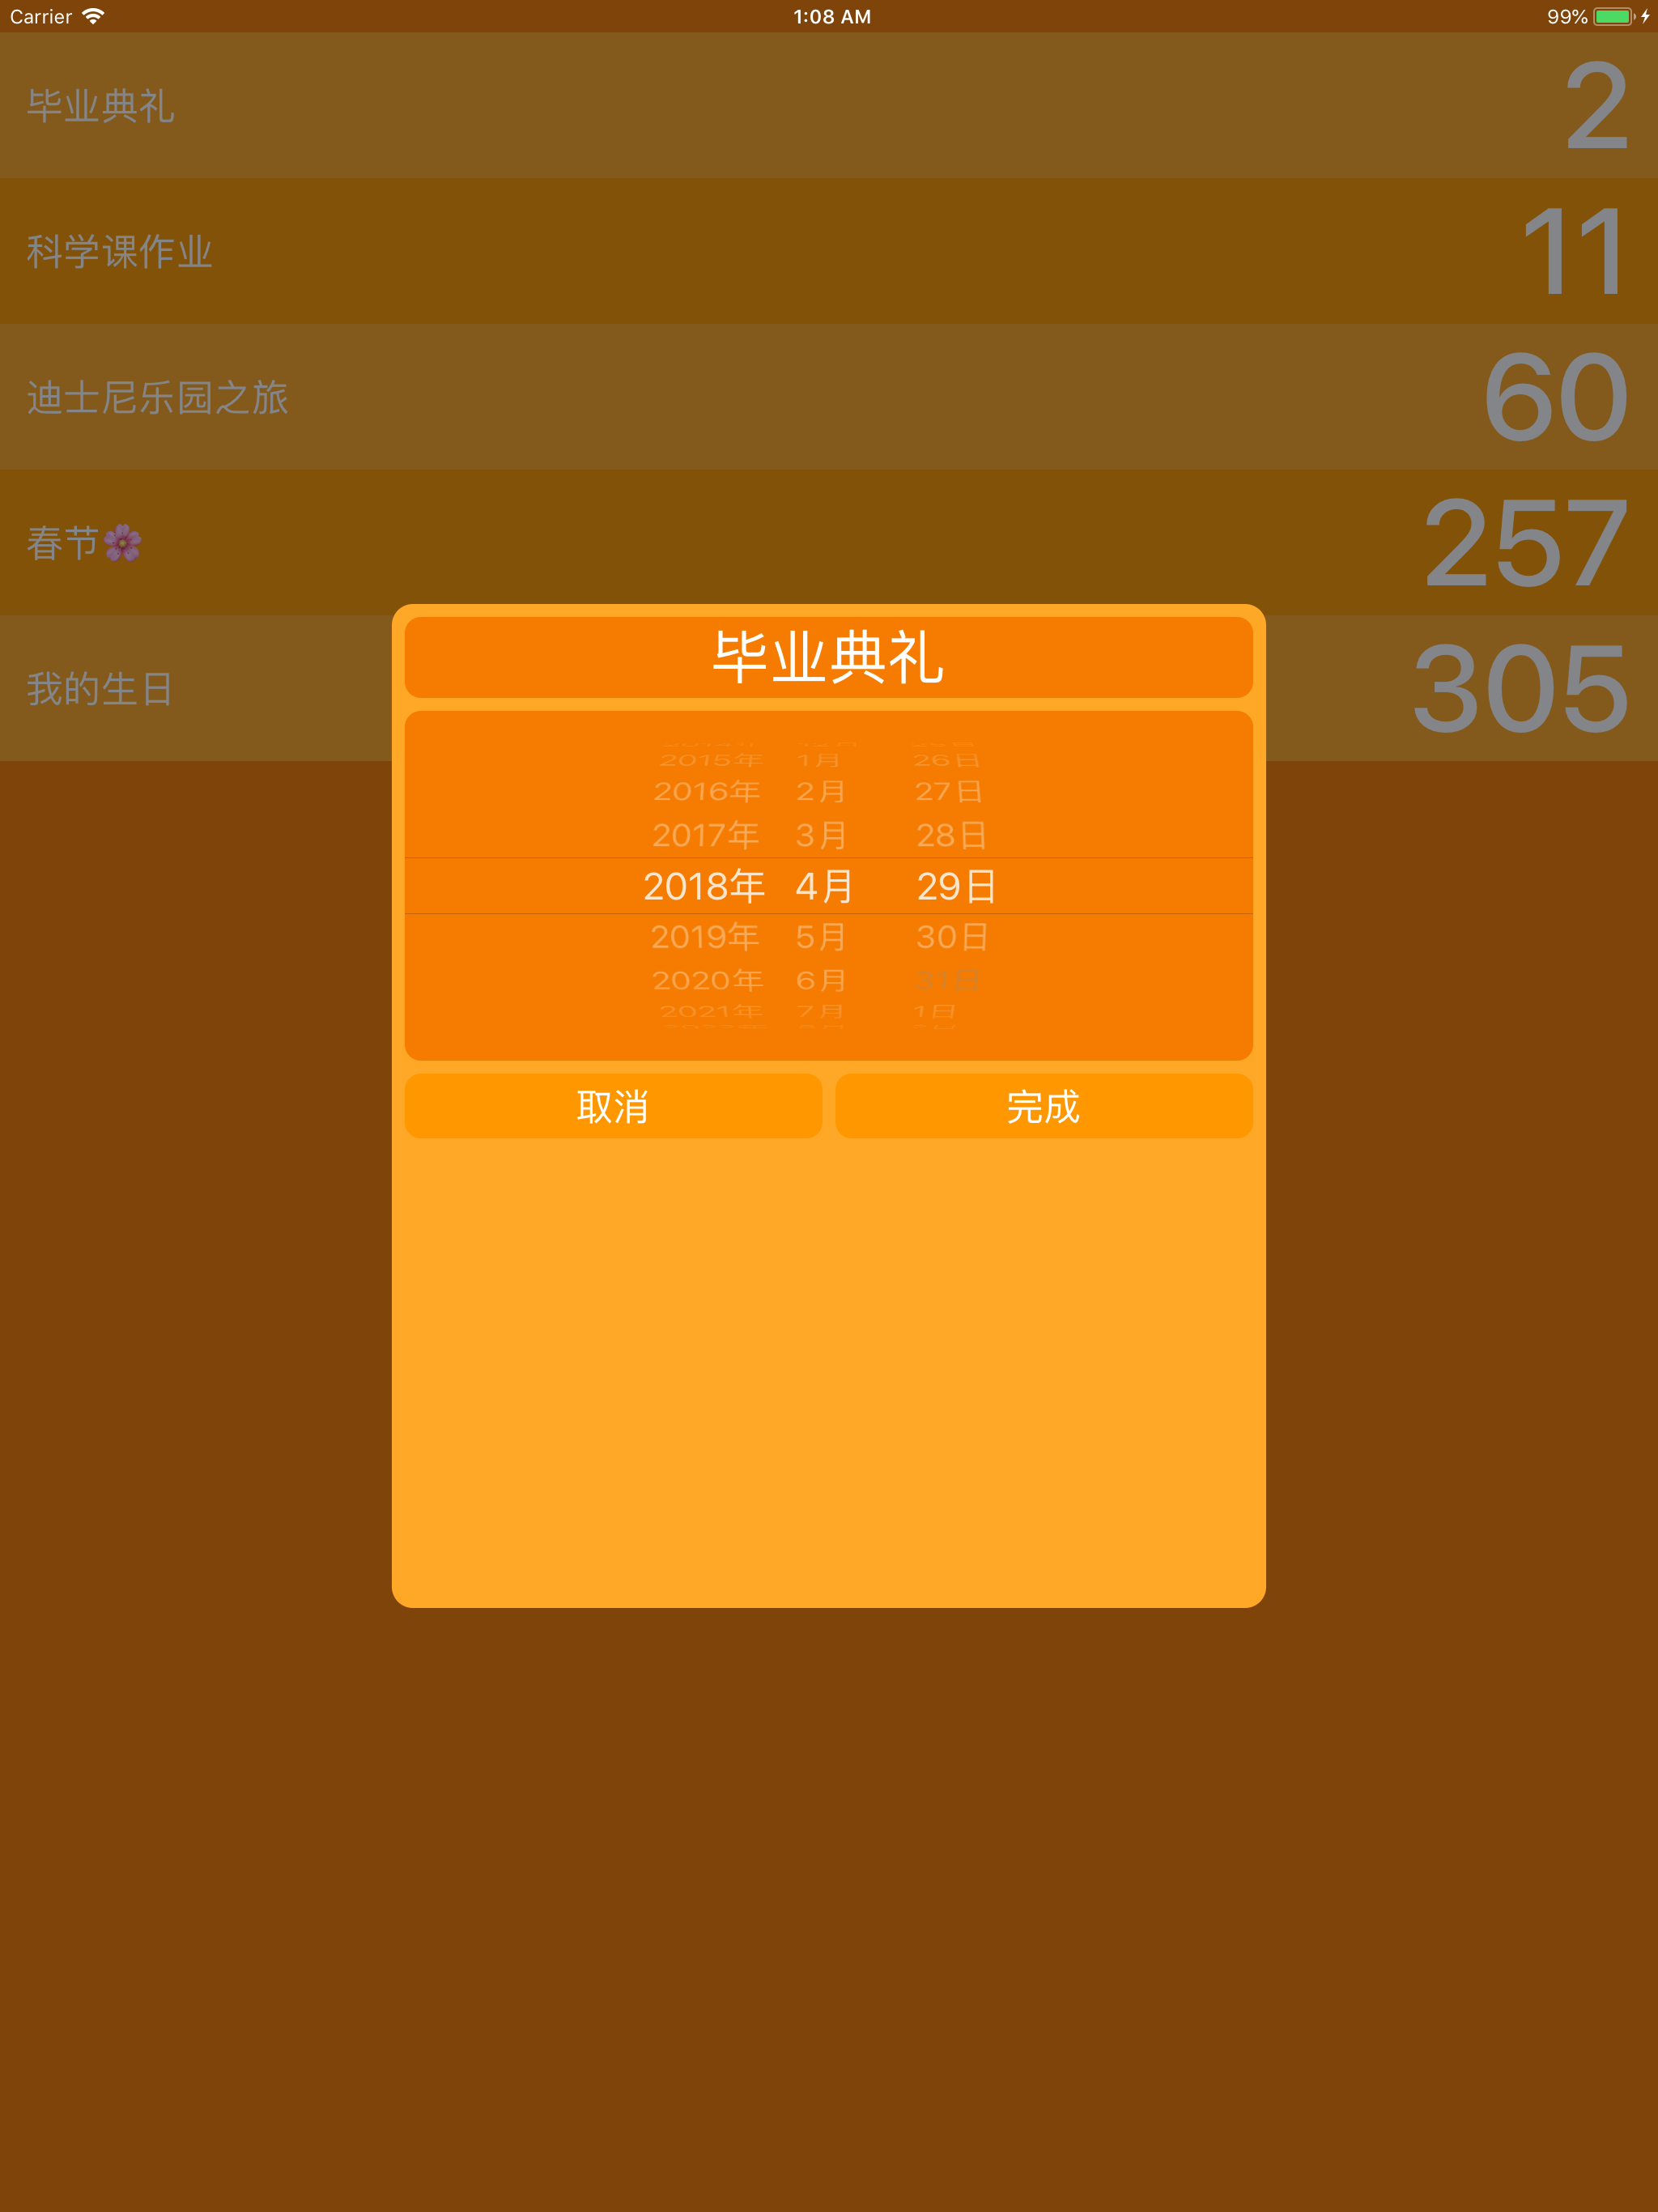 Carrier 1:08 AM 99%
毕业典礼 2
科学课作业 11
迪士尼乐园之旅 60
春节🌸 257
我的生日 305
毕业典礼
2015年 1月 26日
2016年 2月 27日
2017年 3月 28日
2018年 4月 29日
2019年 5月 30日
2020年 6月 31日
2021年 7月 1日
取消 完成